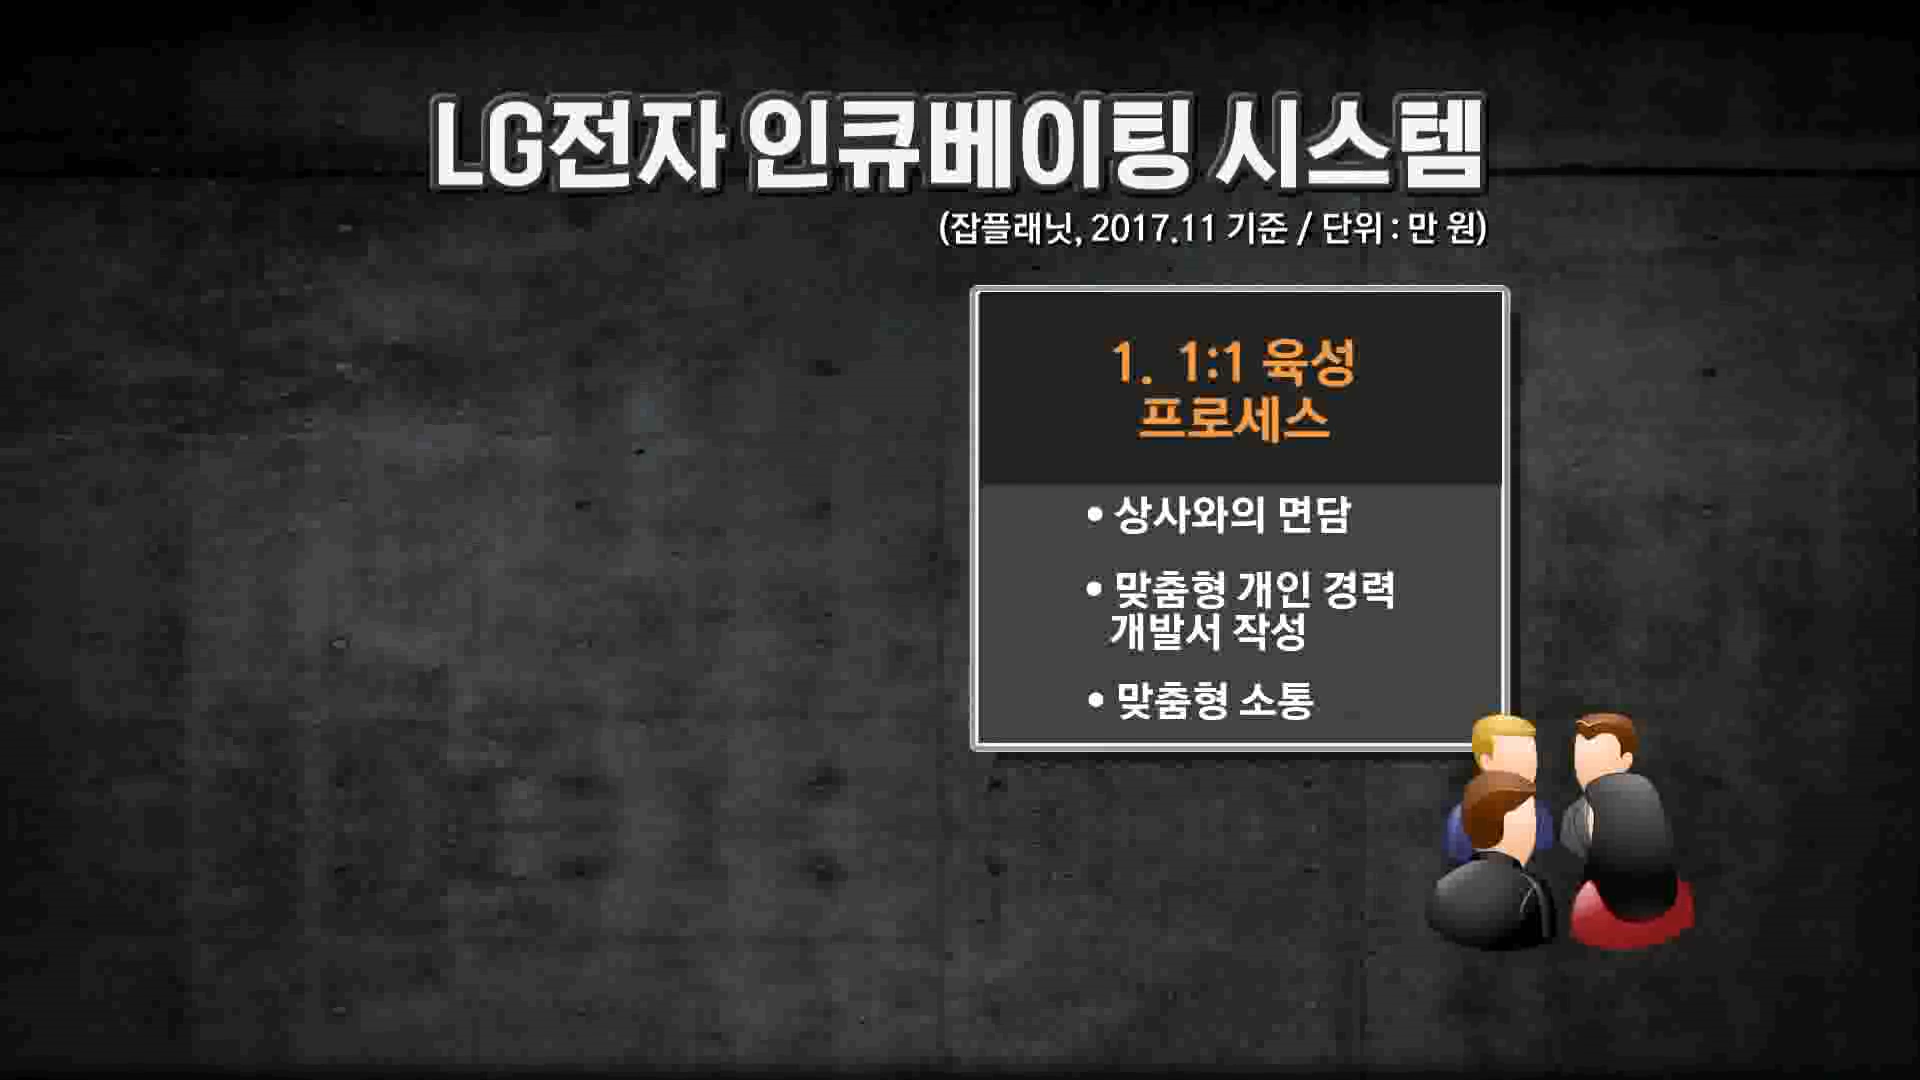 LG전자 인큐베이팅 시스템
(잡플래닛, 2017.11 기준 / 단위 : 만 원)
1. 1:1 육성
프로세스
• 상사와의 면담
• 맞춤형 개인 경력
개발서 작성
• 맞춤형 소통